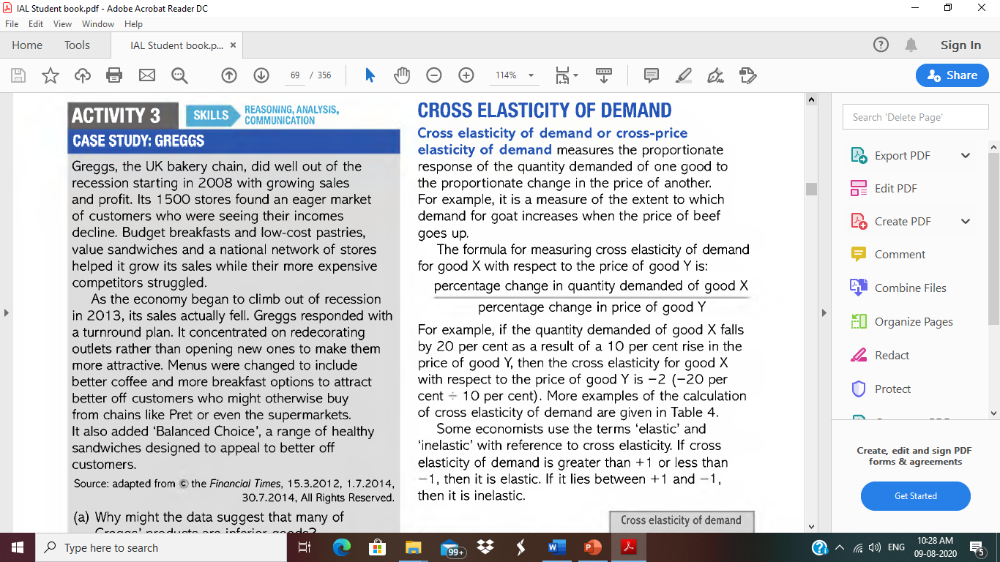 IAL Student book.pdf - Adobe Acrobat Reader DC
File Edit View Window Help
Home Tools IAL Student book.p... ×
Sign In
69 / 356
114%
Share
ACTIVITY 3
SKILLS
REASONING, ANALYSIS,
COMMUNICATION
CASE STUDY: GREGGS
Greggs, the UK bakery chain, did well out of the
recession starting in 2008 with growing sales
and profit. Its 1500 stores found an eager market
of customers who were seeing their incomes
decline. Budget breakfasts and low-cost pastries,
value sandwiches and a national network of stores
helped it grow its sales while their more expensive
competitors struggled.
As the economy began to climb out of recession
in 2013, its sales actually fell. Greggs responded with
a turnround plan. It concentrated on redecorating
outlets rather than opening new ones to make them
more attractive. Menus were changed to include
better coffee and more breakfast options to attract
better off customers who might otherwise buy
from chains like Pret or even the supermarkets.
It also added 'Balanced Choice', a range of healthy
sandwiches designed to appeal to better off
customers.
Source: adapted from © the Financial Times, 15.3.2012, 1.7.2014,
30.7.2014, All Rights Reserved.
(a) Why might the data suggest that many of
Greggs' products are inferior goods?
CROSS ELASTICITY OF DEMAND
Cross elasticity of demand or cross-price
elasticity of demand measures the proportionate
response of the quantity demanded of one good to
the proportionate change in the price of another.
For example, it is a measure of the extent to which
demand for goat increases when the price of beef
goes up.
The formula for measuring cross elasticity of demand
for good X with respect to the price of good Y is:
percentage change in quantity demanded of good X
percentage change in price of good Y
For example, if the quantity demanded of good X falls
by 20 per cent as a result of a 10 per cent rise in the
price of good Y, then the cross elasticity for good X
with respect to the price of good Y is −2 (−20 per
cent ÷ 10 per cent). More examples of the calculation
of cross elasticity of demand are given in Table 4.
Some economists use the terms 'elastic' and
'inelastic' with reference to cross elasticity. If cross
elasticity of demand is greater than +1 or less than
−1, then it is elastic. If it lies between +1 and −1,
then it is inelastic.
Cross elasticity of demand
Search 'Delete Page'
Export PDF
Edit PDF
Create PDF
Comment
Combine Files
Organize Pages
Redact
Protect
Create, edit and sign PDF
forms & agreements
Get Started
Type here to search
99+
ENG
10:28 AM
09-08-2020
5